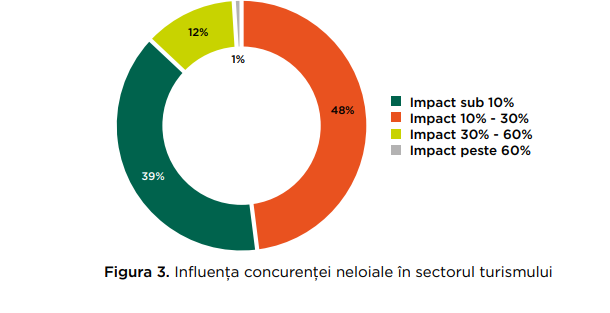 12%
1%
48%
39%
Impact sub 10%
Impact 10% - 30%
Impact 30% - 60%
Impact peste 60%
Figura 3. Influența concurenței neloiale în sectorul turismului